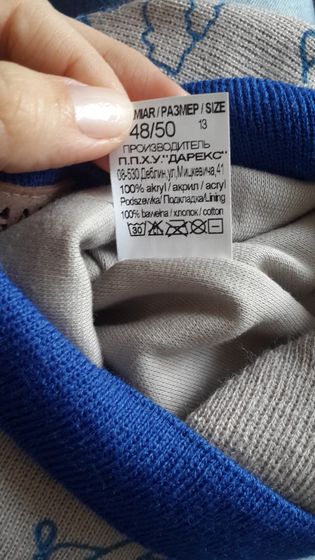 MIAR / РАЗМЕР / SIZE
48/50 13
ПРОИЗВОДИТЕЛЬ
П.П.Х.У."ДАРЕКС"
08-530 Деблин,ул,Мицкевича,41
100% akryl / акрил / acryl
Podszewka/Подкладка/Lining
100% bawełna / хлопок / cotton
30